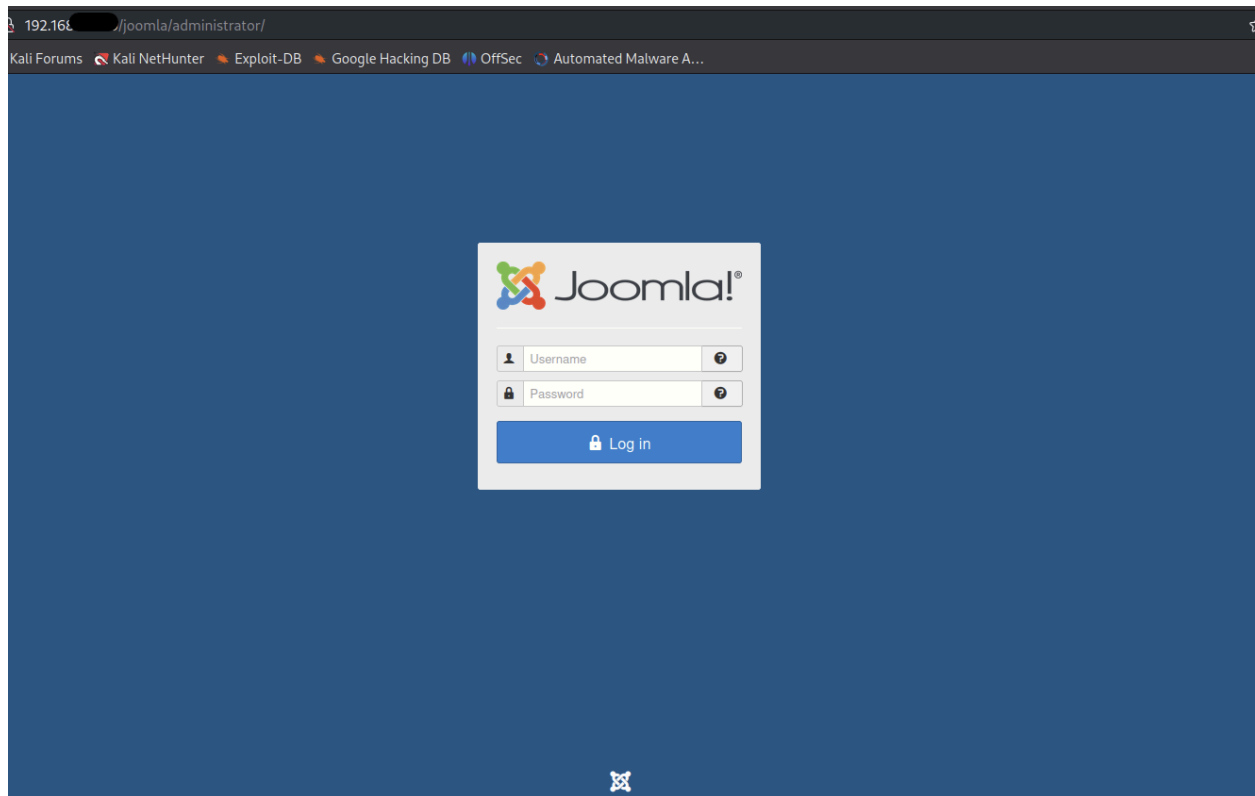 192.168 /joomla/administrator/
Kali Forums Kali NetHunter Exploit-DB Google Hacking DB OffSec Automated Malware A...
Joomla!®
Username
Password
Log in